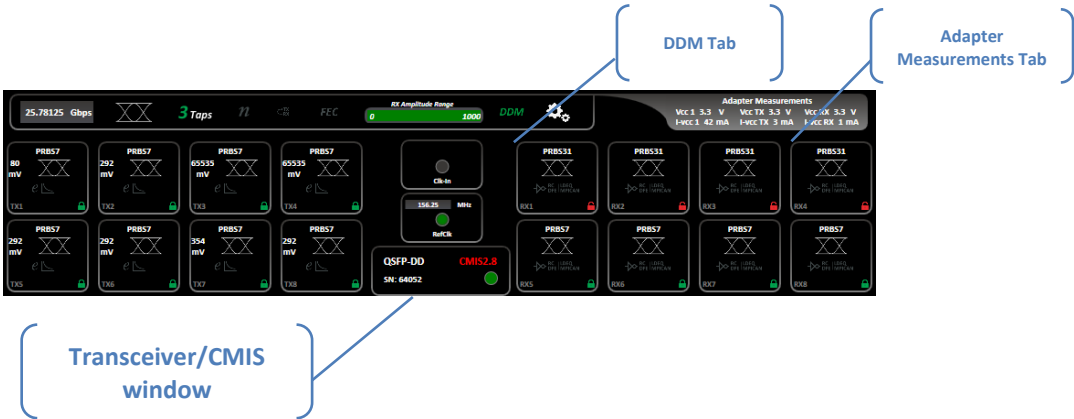 DDM Tab
Adapter
Measurements Tab
25.78125 Gbps
3 Taps
n
TX
RX
FEC
RX Amplitude Range
0 1000
DDM
Adapter Measurements
Vcc 1 3.3 V Vcc TX 3.3 V Vcc RX 3.3 V
I-vcc 1 42 mA I-vcc TX 3 mA I-vcc RX 1 mA
PRBS7
80
mV
e
TX1
PRBS7
292
mV
e
TX2
PRBS7
65535
mV
e
TX3
PRBS7
65535
mV
e
TX4
Clk-In
156.25 MHz
RefClk
PRBS31
RX1
PRBS31
RX2
PRBS31
RX3
PRBS31
RX4
PRBS7
292
mV
e
TX5
PRBS7
292
mV
e
TX6
PRBS7
354
mV
e
TX7
PRBS7
292
mV
e
TX8
QSFP-DD CMIS2.8
SN: 64052
PRBS7
RX5
PRBS7
RX6
PRBS7
RX7
PRBS7
RX8
Transceiver/CMIS
window